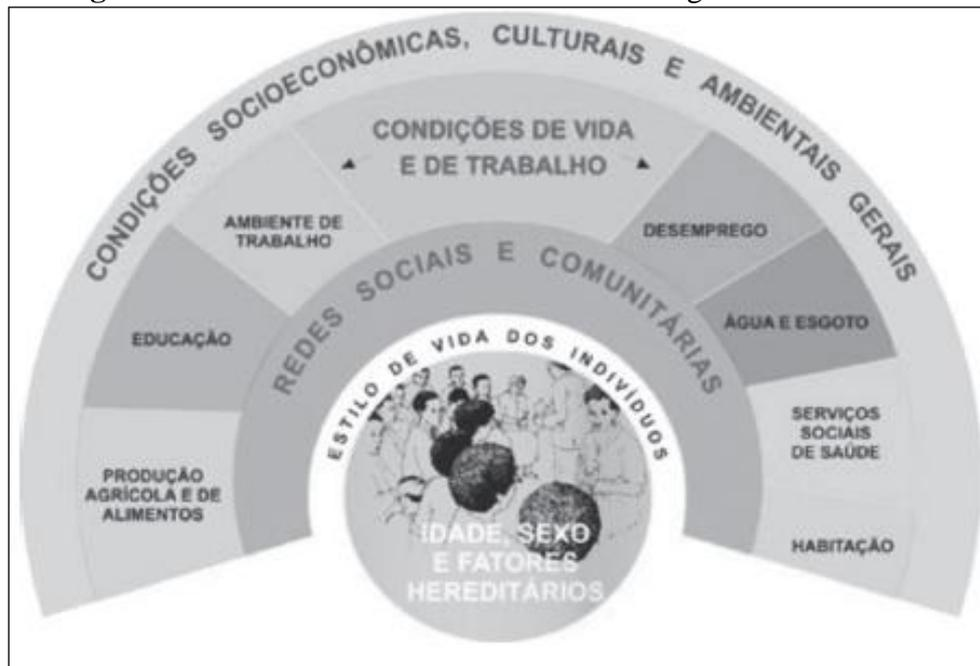 CONDIÇÕES SOCIOECONÔMICAS, CULTURAIS E AMBIENTAIS GERAIS
CONDIÇÕES DE VIDA
E DE TRABALHO
AMBIENTE DE
TRABALHO
DESEMPREGO
REDES SOCIAIS E COMUNITÁRIAS
EDUCAÇÃO
ÁGUA E ESGOTO
ESTILO DE VIDA DOS INDIVÍDUOS
PRODUÇÃO
AGRÍCOLA E DE
ALIMENTOS
SERVIÇOS
SOCIAIS
DE SAÚDE
HABITAÇÃO
IDADE, SEXO
E FATORES
HEREDITÁRIOS